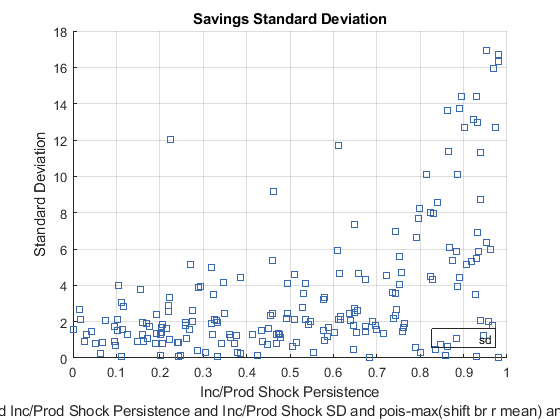 Savings Standard Deviation
18
16
14
12
10
8
6
4
2
0
Standard Deviation
sd
0 0.1 0.2 0.3 0.4 0.5 0.6 0.7 0.8 0.9 1
Inc/Prod Shock Persistence
d Inc/Prod Shock Persistence and Inc/Prod Shock SD and pois-max(shift br r mean) a